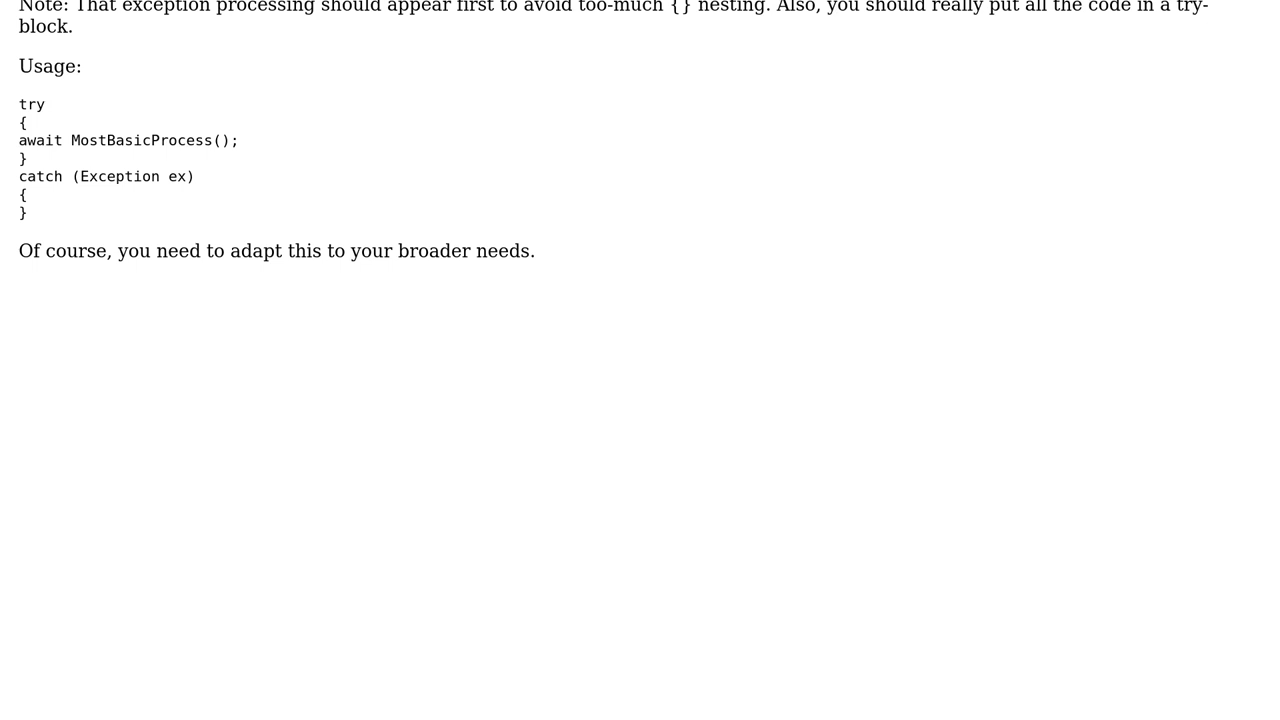 Note: That exception processing should appear first to avoid too-much {} nesting. Also, you should really put all the code in a try-
block.
Usage:
try
{
await MostBasicProcess();
}
catch (Exception ex)
{
}
Of course, you need to adapt this to your broader needs.